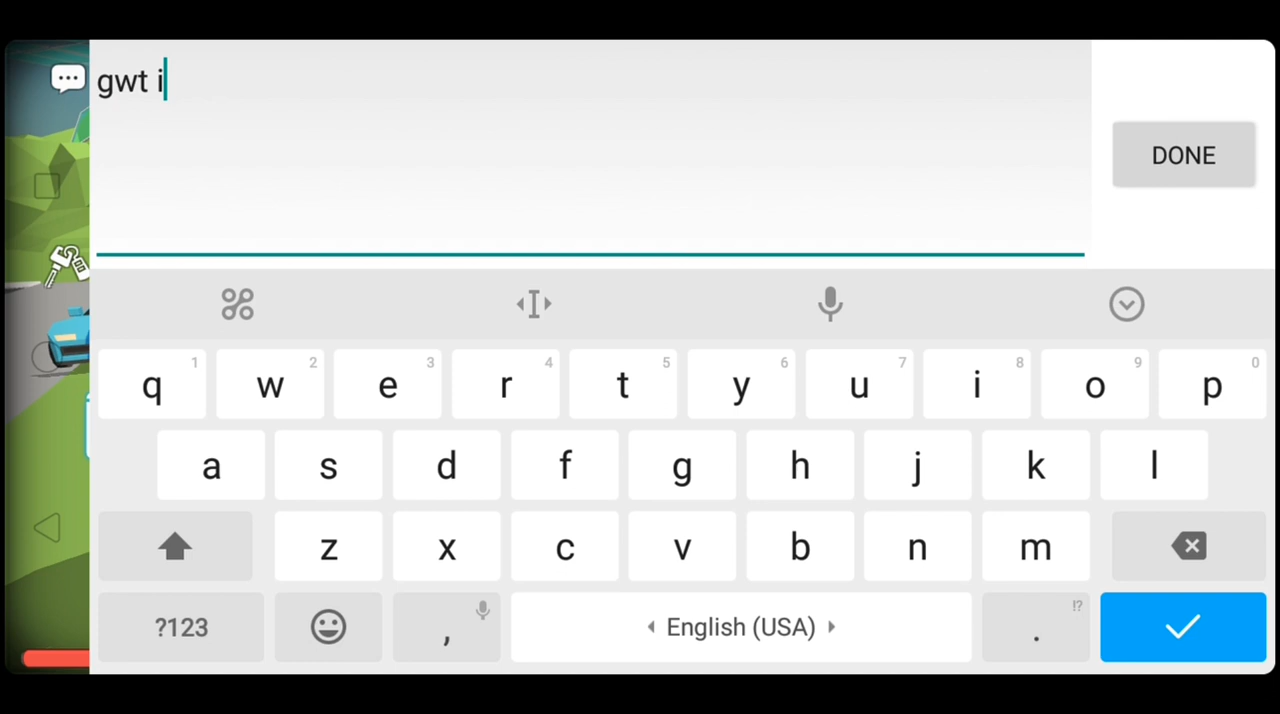 gwt i
DONE
1 2 3 4 5 6 7 8 9 0
q w e r t y u i o p
a s d f g h j k l
z x c v b n m
!?
?123 , English (USA) .